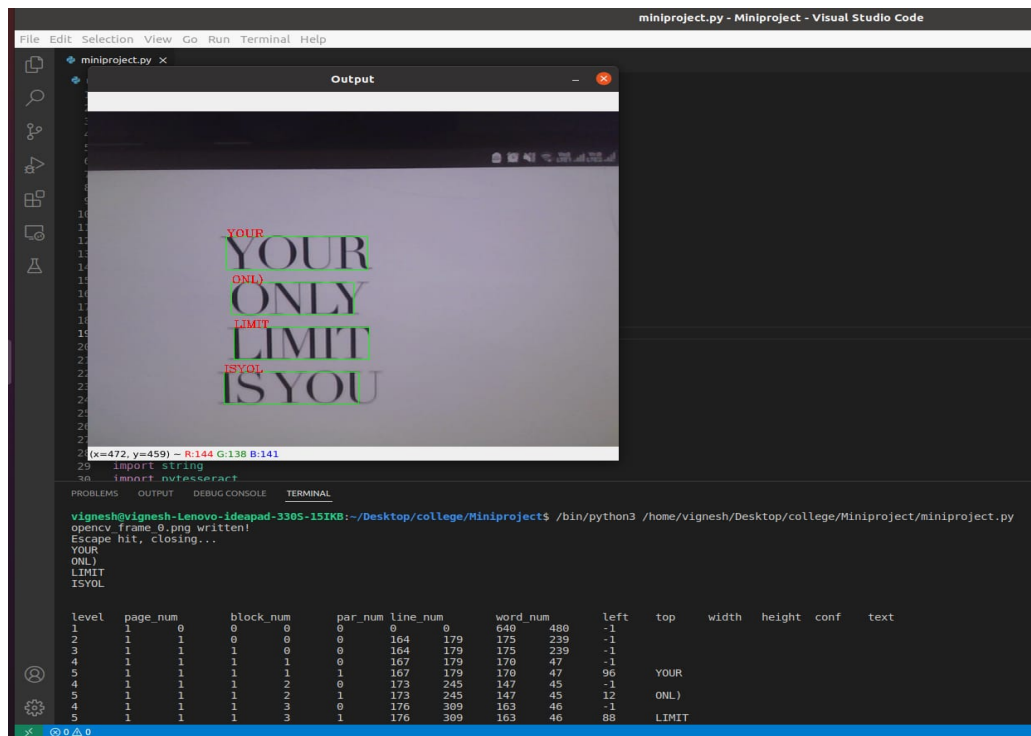 miniproject.py - Miniproject - Visual Studio Code
File Edit Selection View Go Run Terminal Help
miniproject.py ×
Output
YOUR
YOUR
ONL)
ONLY
LIMIT
LIMIT
ISYOL
IS YOU
(x=472, y=459) ~ R:144 G:138 B:141
29 import string
30 import pytesseract
PROBLEMS OUTPUT DEBUG CONSOLE TERMINAL
vignesh@vignesh-Lenovo-ideapad-330S-15IKB:~/Desktop/college/Miniproject$ /bin/python3 /home/vignesh/Desktop/college/Miniproject/miniproject.py
opencv_frame_0.png written!
Escape hit, closing...
YOUR
ONL)
LIMIT
ISYOL
level page_num block_num par_num line_num word_num left top width height conf text
1 1 0 0 0 0 0 640 480 -1
2 1 1 0 0 0 164 179 175 239 -1
3 1 1 1 0 0 164 179 175 239 -1
4 1 1 1 1 0 167 179 170 47 -1
5 1 1 1 1 1 167 179 170 47 96 YOUR
4 1 1 1 2 0 173 245 147 45 -1
5 1 1 1 2 1 173 245 147 45 12 ONL)
4 1 1 1 3 0 176 309 163 46 -1
5 1 1 1 3 1 176 309 163 46 88 LIMIT
0 0